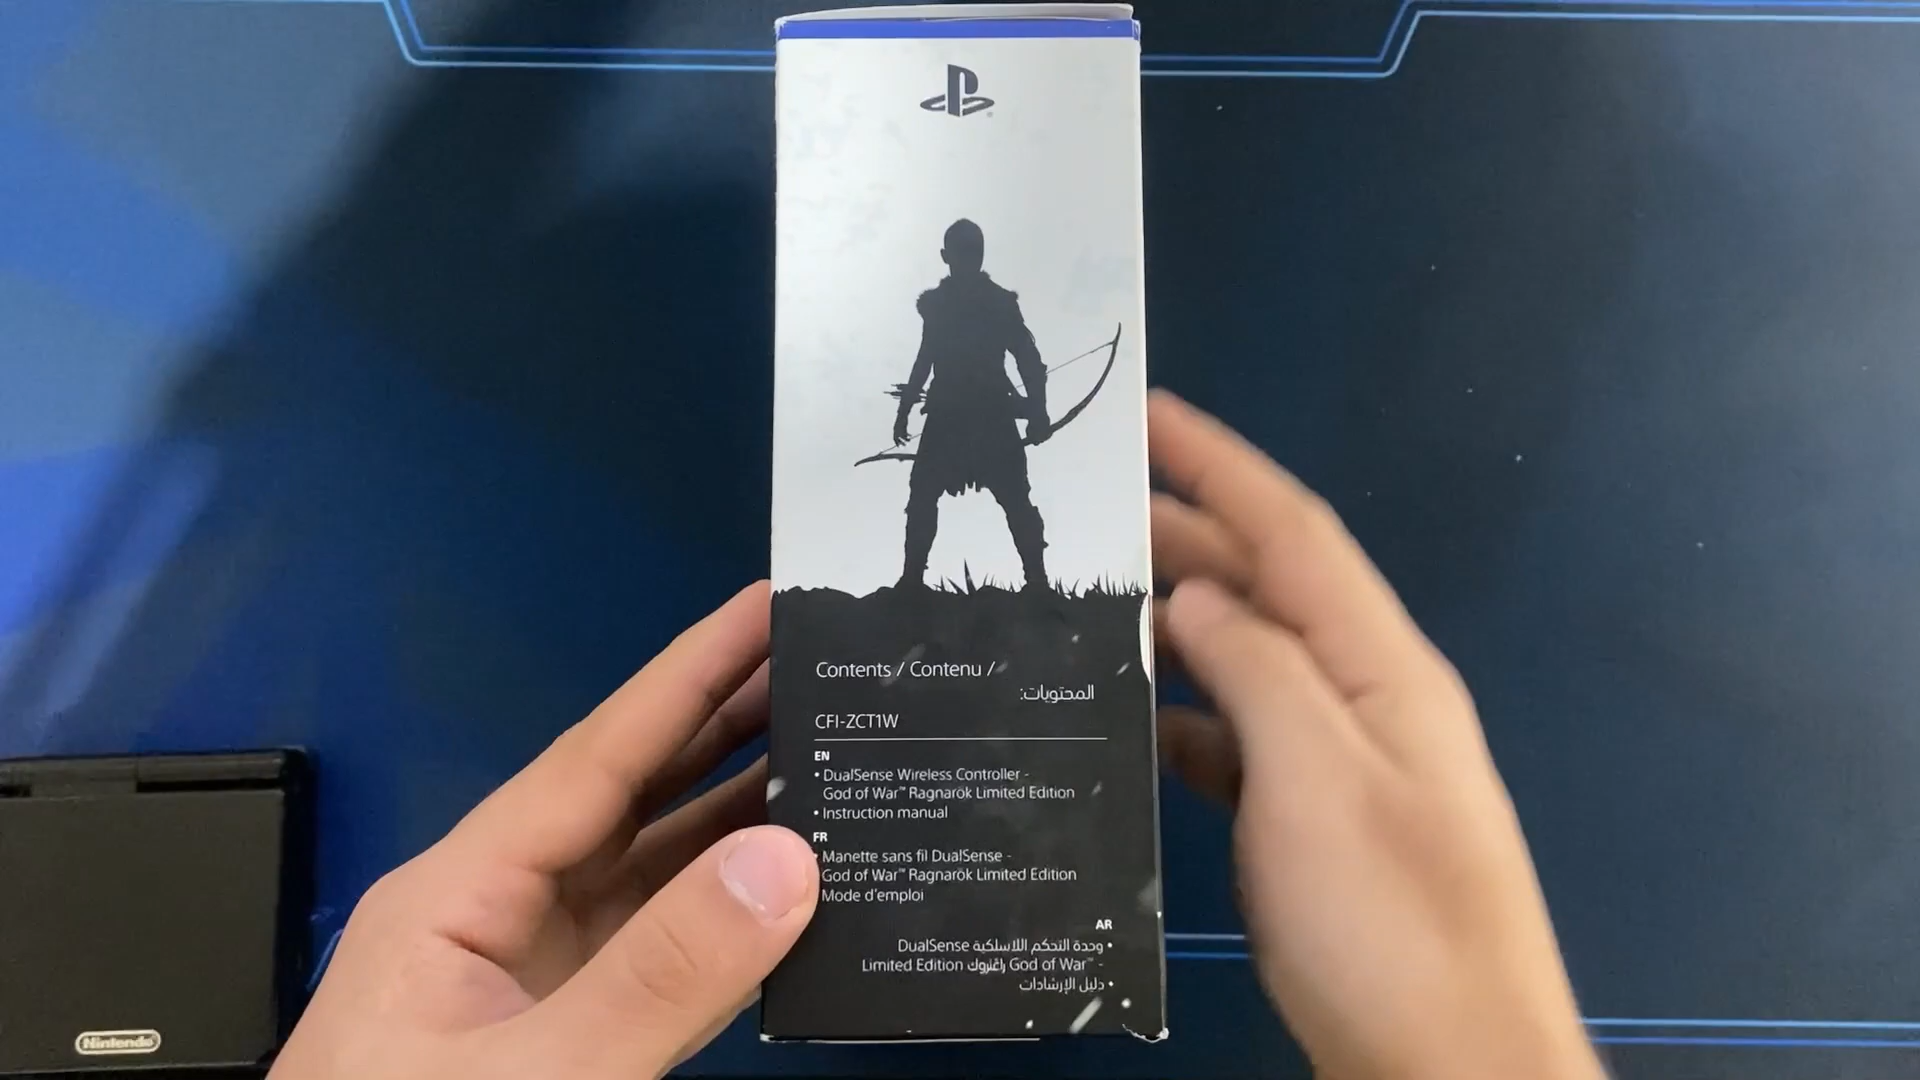 Contents / Contenu /
المحتويات:
CFI-ZCT1W
EN
• DualSense Wireless Controller -
God of War™ Ragnarök Limited Edition
• Instruction manual
FR
• Manette sans fil DualSense -
God of War™ Ragnarök Limited Edition
Mode d'emploi
AR
• وحدة التحكم اللاسلكية DualSense
- God of War™ راغنروك Limited Edition
• دليل الإرشادات
Nintendo